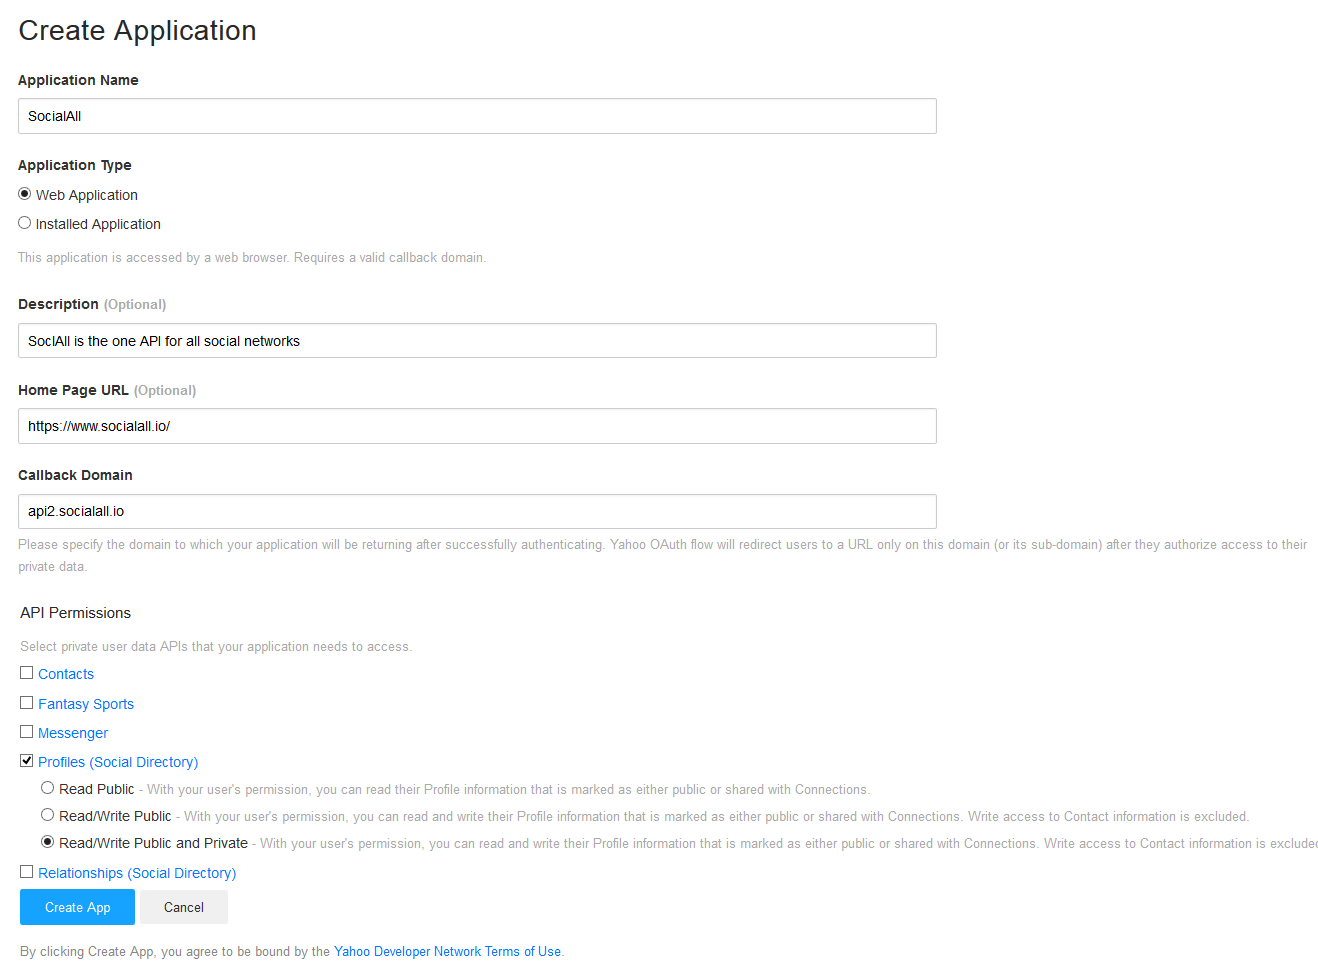 Create Application
Application Name
SocialAll
Application Type
Web Application
Installed Application
This application is accessed by a web browser. Requires a valid callback domain.
Description (Optional)
SoclAll is the one API for all social networks
Home Page URL (Optional)
https://www.socialall.io/
Callback Domain
api2.socialall.io
Please specify the domain to which your application will be returning after successfully authenticating. Yahoo OAuth flow will redirect users to a URL only on this domain (or its sub-domain) after they authorize access to their
private data.
API Permissions
Select private user data APIs that your application needs to access.
Contacts
Fantasy Sports
Messenger
Profiles (Social Directory)
Read Public - With your user's permission, you can read their Profile information that is marked as either public or shared with Connections.
Read/Write Public - With your user's permission, you can read and write their Profile information that is marked as either public or shared with Connections. Write access to Contact information is excluded.
Read/Write Public and Private - With your user's permission, you can read and write their Profile information that is marked as either public or shared with Connections. Write access to Contact information is exclude
Relationships (Social Directory)
Create App Cancel
By clicking Create App, you agree to be bound by the Yahoo Developer Network Terms of Use.